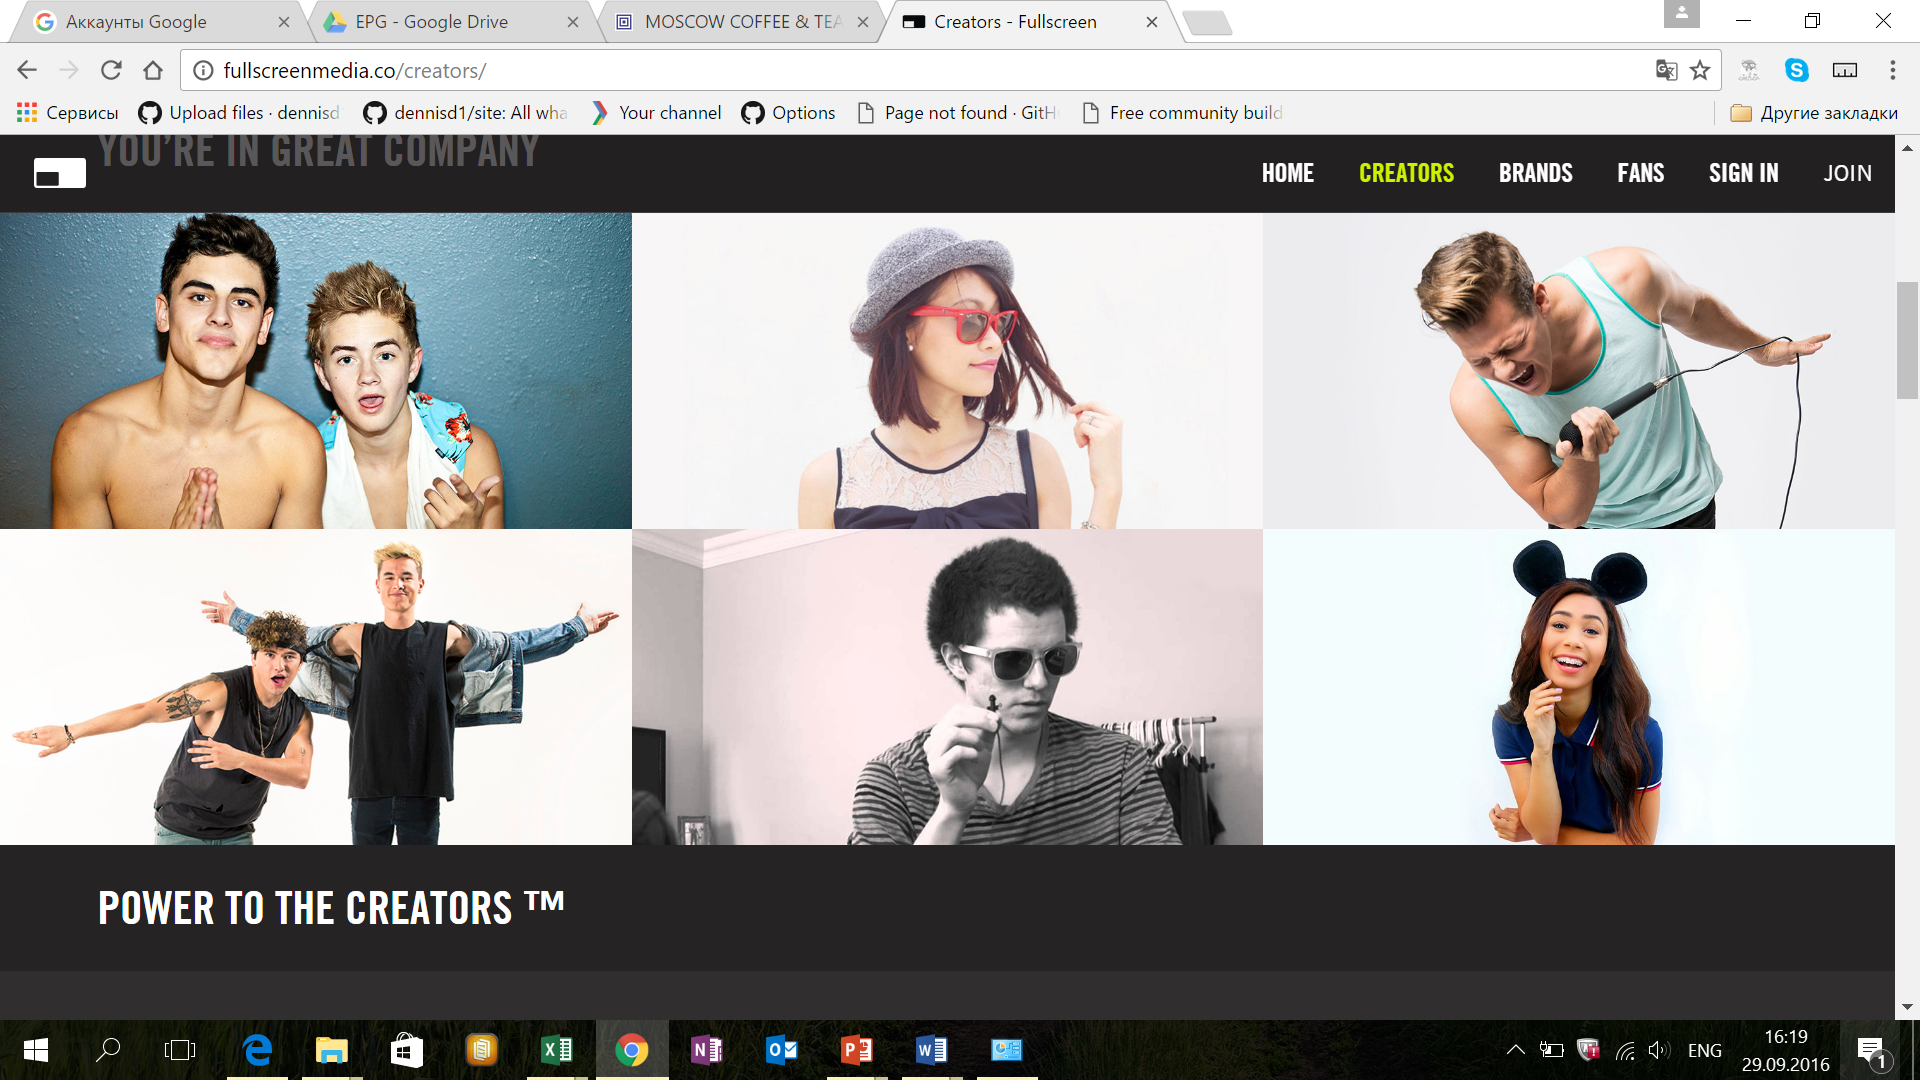 Аккаунты Google
EPG - Google Drive
MOSCOW COFFEE & TEA
Creators - Fullscreen
fullscreenmedia.co/creators/
Сервисы
Upload files · dennisd
dennisd1/site: All wha
Your channel
Options
Page not found · GitH
Free community build
Другие закладки
YOU'RE IN GREAT COMPANY
HOME
CREATORS
BRANDS
FANS
SIGN IN
JOIN
POWER TO THE CREATORS ™
ENG
16:19
29.09.2016
1